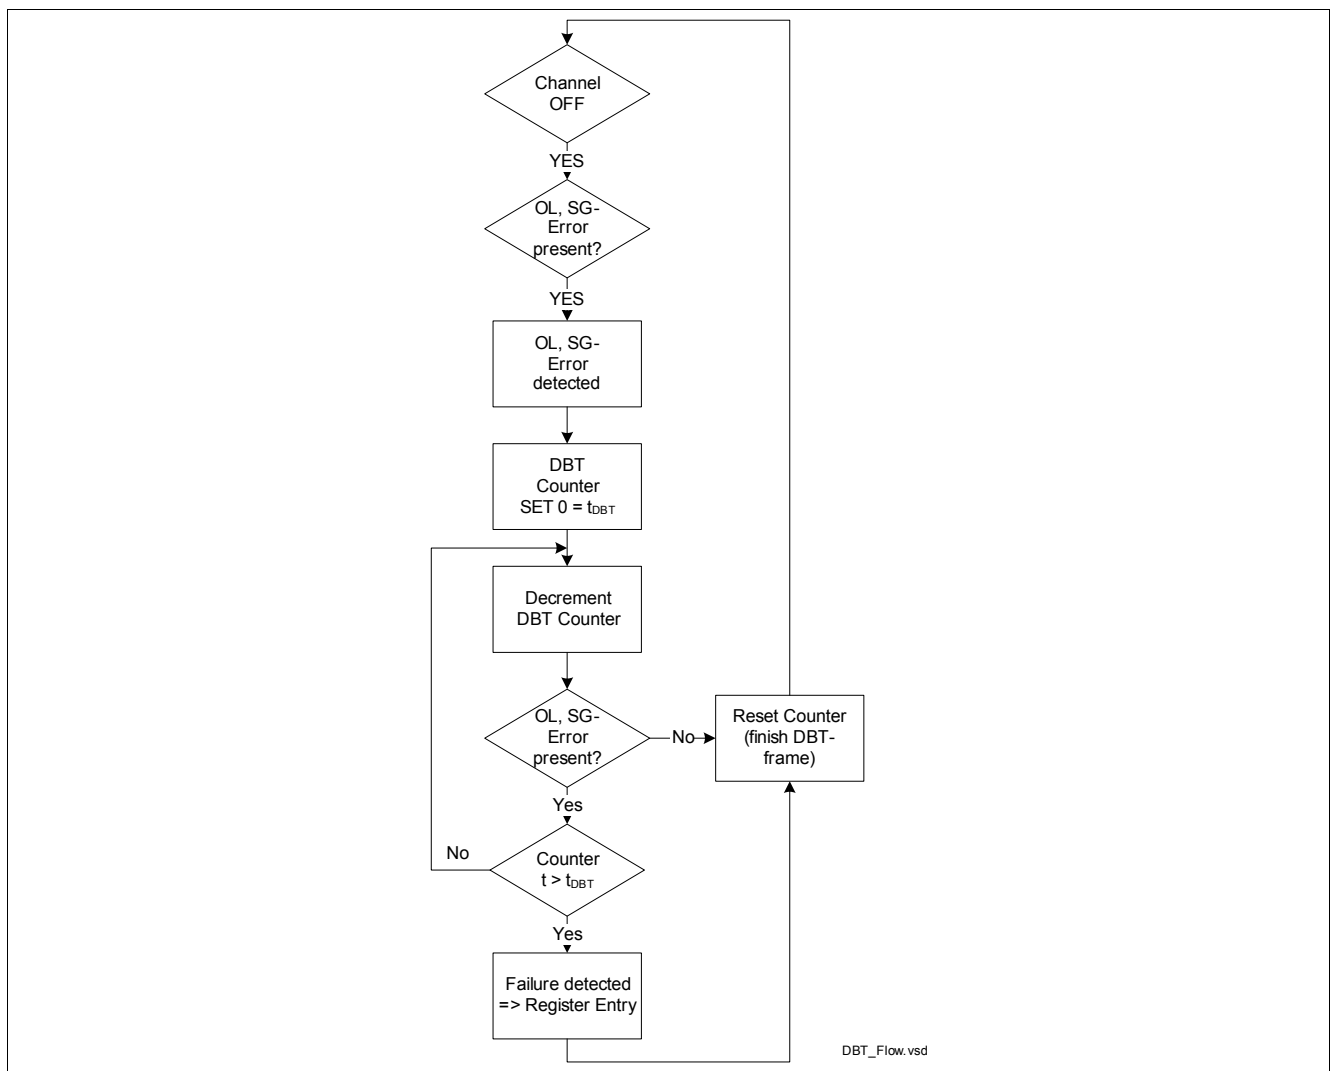 Channel
OFF
YES
OL, SG-
Error
present?
YES
OL, SG-
Error
detected
DBT
Counter
SET 0 = tDBT
Decrement
DBT Counter
OL, SG-
Error
present?
No
Reset Counter
(finish DBT-
frame)
Yes
No
Counter
t > tDBT
Yes
Failure detected
=> Register Entry
DBT_Flow.vsd